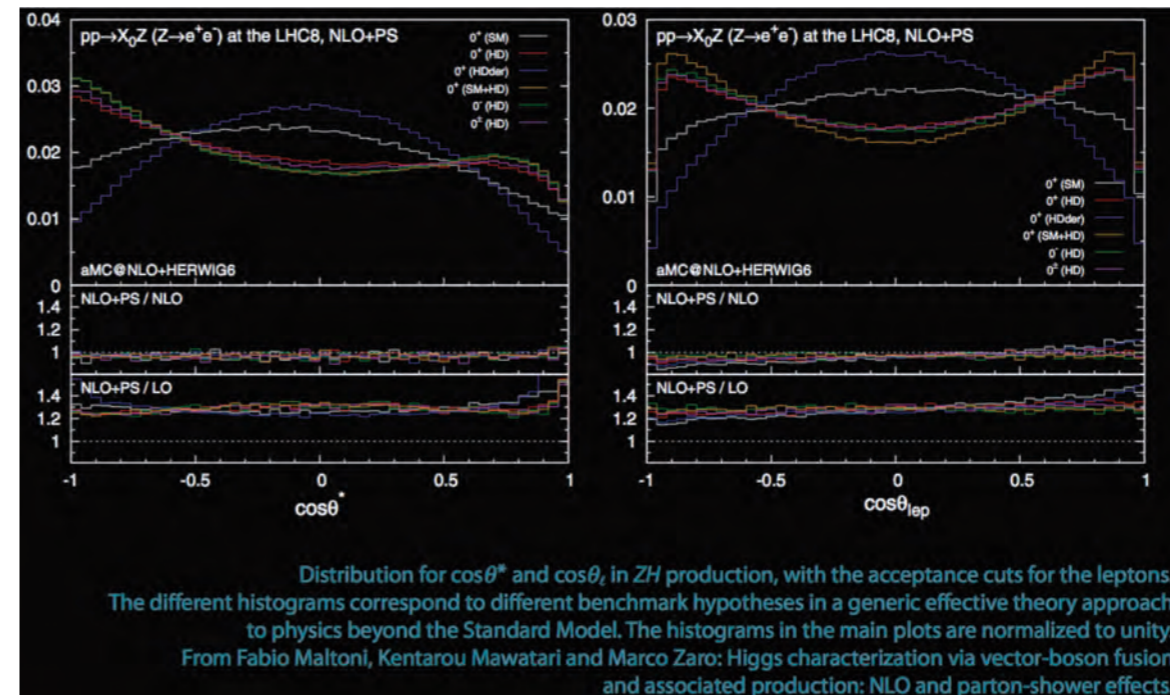 pp→X₀Z (Z→e⁺e⁻) at the LHC8, NLO+PS
0⁺ (SM)
0⁺ (HD)
0⁺ (HDder)
0⁺ (SM+HD)
0⁻ (HD)
0± (HD)
0.04
0.03
0.02
0.01
0
aMC@NLO+HERWIG6
NLO+PS / NLO
1.4
1.2
1
NLO+PS / LO
1.4
1.2
1
-1 -0.5 0 0.5 1
cosθ*
pp→X₀Z (Z→e⁺e⁻) at the LHC8, NLO+PS
0.03
0.02
0.01
0
0⁺ (SM)
0⁺ (HD)
0⁺ (HDder)
0⁺ (SM+HD)
0⁻ (HD)
0± (HD)
aMC@NLO+HERWIG6
NLO+PS / NLO
1.4
1.2
1
NLO+PS / LO
1.4
1.2
1
-1 -0.5 0 0.5 1
cosθlep
Distribution for cosθ* and cosθℓ in ZH production, with the acceptance cuts for the leptons
The different histograms correspond to different benchmark hypotheses in a generic effective theory approach
to physics beyond the Standard Model. The histograms in the main plots are normalized to unity
From Fabio Maltoni, Kentarou Mawatari and Marco Zaro: Higgs characterization via vector-boson fusion
and associated production: NLO and parton-shower effects